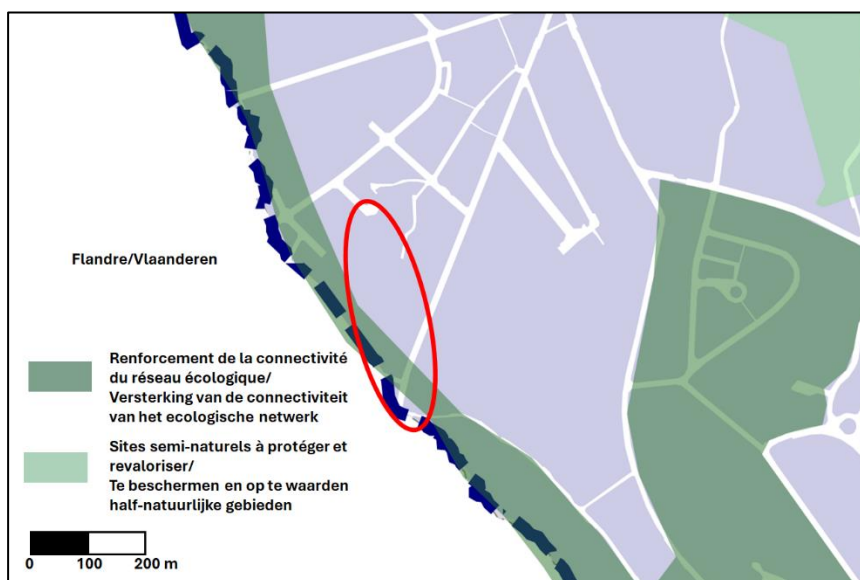 Flandre/Vlaanderen
Renforcement de la connectivité
du réseau écologique/
Versterking van de connectiviteit
van het ecologische netwerk
Sites semi-naturels à protéger et
revaloriser/
Te beschermen en op te waarden
half-natuurlijke gebieden
0 100 200 m